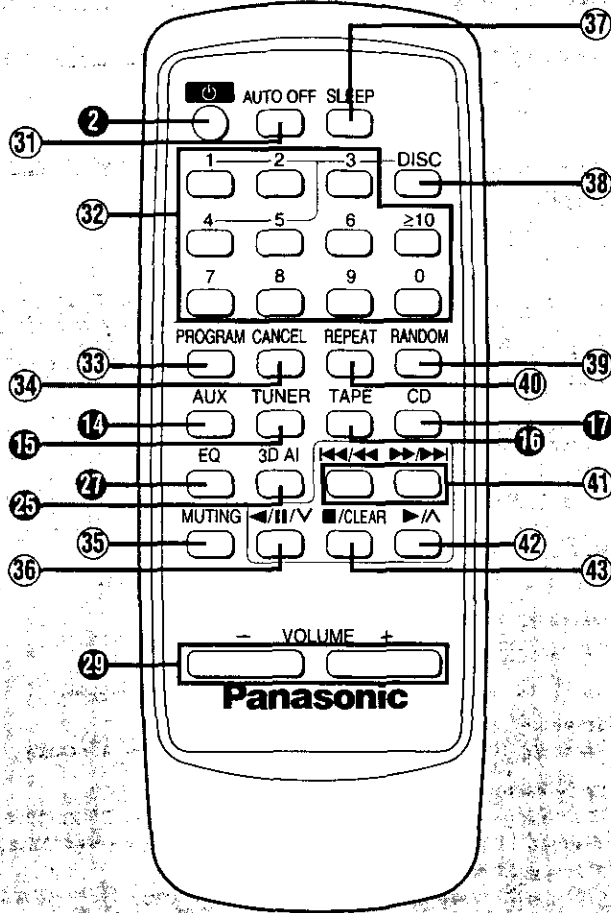 37
⏻ AUTO OFF SLEEP
2
31
1 2 3 DISC
32
38
4 5 6 ≥10
7 8 9 0
PROGRAM CANCEL REPEAT RANDOM
33
39
34
40
AUX TUNER TAPE CD
14
17
15
16
EQ 3D AI ⏮/◀◀ ▶▶/⏭
27
41
25
MUTING ◀/⏸/∨ ■/CLEAR ▶/∧
35
42
36
43
− VOLUME +
29
Panasonic